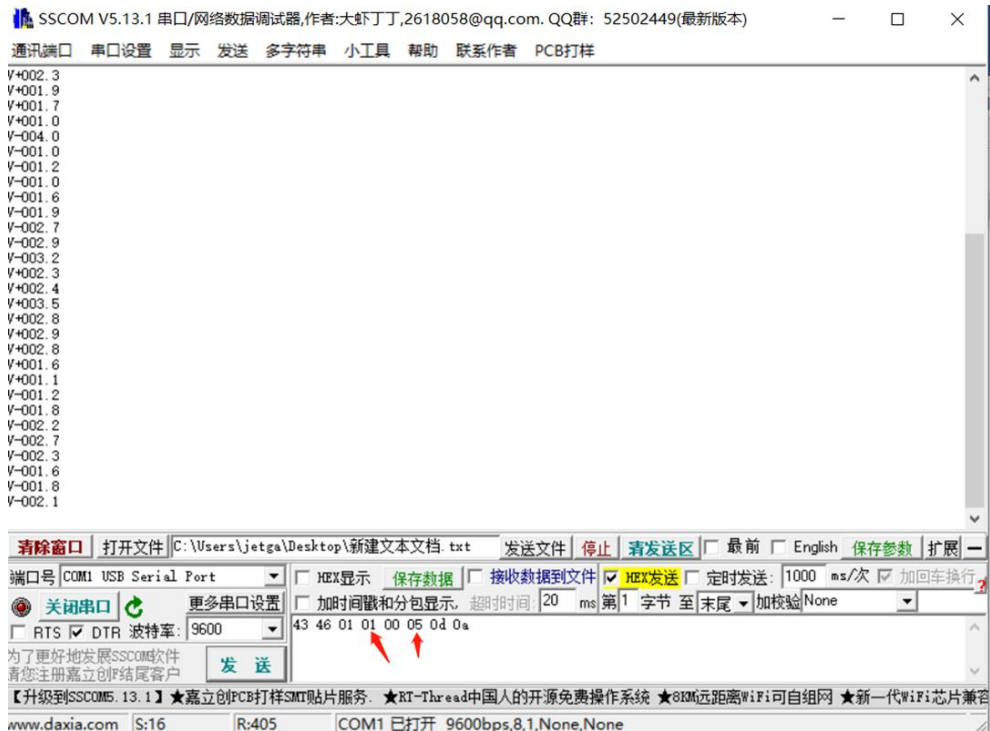 SSCOM V5.13.1 串口/网络数据调试器,作者:大虾丁丁,2618058@qq.com. QQ群: 52502449(最新版本)
通讯端口 串口设置 显示 发送 多字符串 小工具 帮助 联系作者 PCB打样
V+002.3
V+001.9
V+001.7
V+001.0
V-004.0
V-001.0
V-001.2
V-001.0
V-001.6
V-001.9
V-002.7
V-002.9
V-003.2
V+002.3
V+002.4
V+003.5
V+002.8
V+002.9
V+002.8
V+001.6
V+001.1
V-001.2
V-001.8
V-002.2
V-002.7
V-002.3
V-001.6
V-001.8
V-002.1
清除窗口 打开文件 C:\Users\jetga\Desktop\新建文本文档.txt 发送文件 停止 清发送区 最前 English 保存参数 扩展 —
端口号 COM1 USB Serial Port HEX显示 保存数据 接收数据到文件 HEX发送 定时发送: 1000 ms/次 加回车换行 ?
关闭串口 更多串口设置 加时间戳和分包显示, 超时时间: 20 ms 第1 字节 至 末尾 加校验 None
RTS DTR 波特率: 9600 43 46 01 01 00 05 0d 0a
为了更好地发展SSCOM软件
请您注册嘉立创F结尾客户
发 送
【升级到SSCOM5.13.1】★嘉立创PCB打样SMT贴片服务. ★RT-Thread中国人的开源免费操作系统 ★8KM远距离WiFi可自组网 ★新一代WiFi芯片兼容
www.daxia.com S:16 R:405 COM1 已打开 9600bps,8,1,None,None